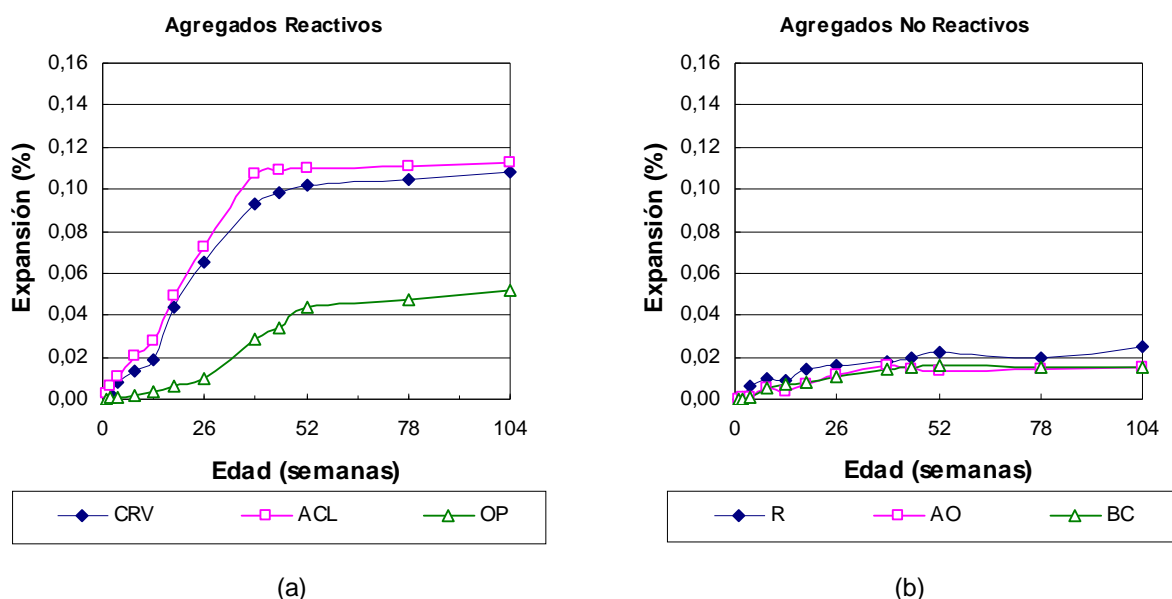 Agregados Reactivos
0,16
0,14
0,12
0,10
0,08
0,06
0,04
0,02
0,00
0 26 52 78 104
Expansión (%)
Edad (semanas)
CRV ACL OP
(a)
Agregados No Reactivos
0,16
0,14
0,12
0,10
0,08
0,06
0,04
0,02
0,00
0 26 52 78 104
Expansión (%)
Edad (semanas)
R AO BC
(b)